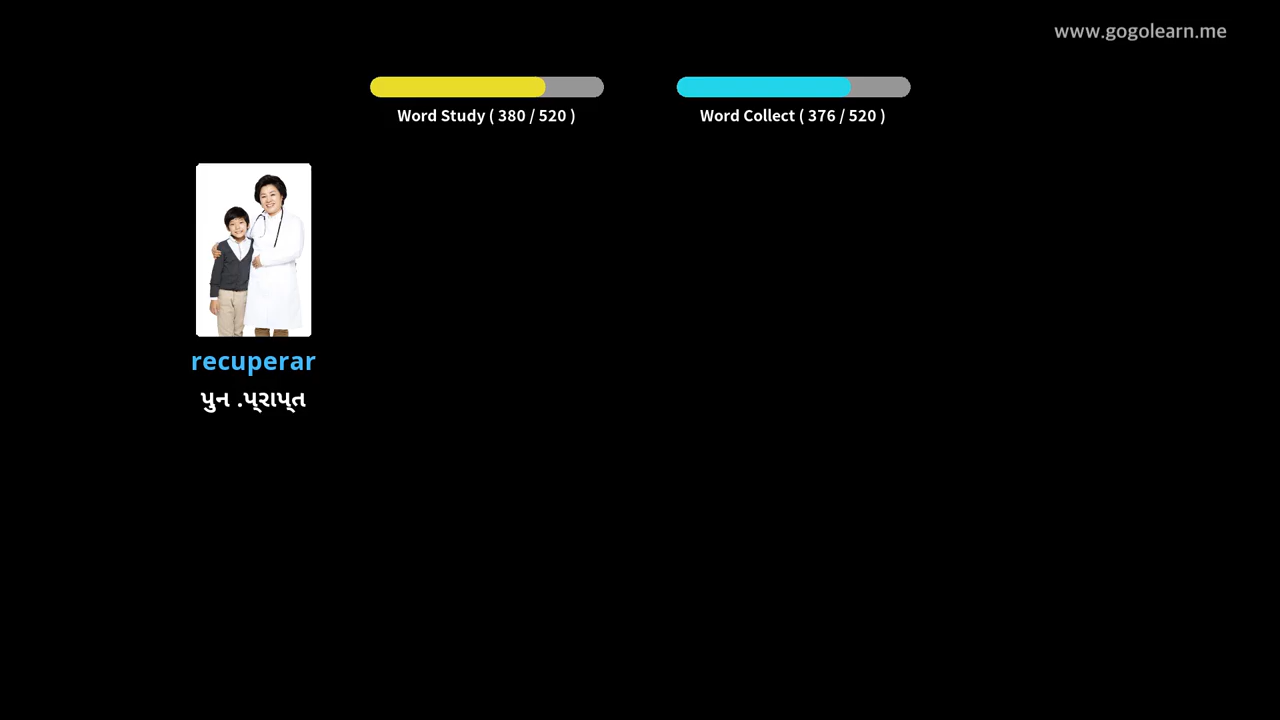 www.gogolearn.me
Word Study ( 380 / 520 )
Word Collect ( 376 / 520 )
recuperar
પુન .પ્રાપ્ત